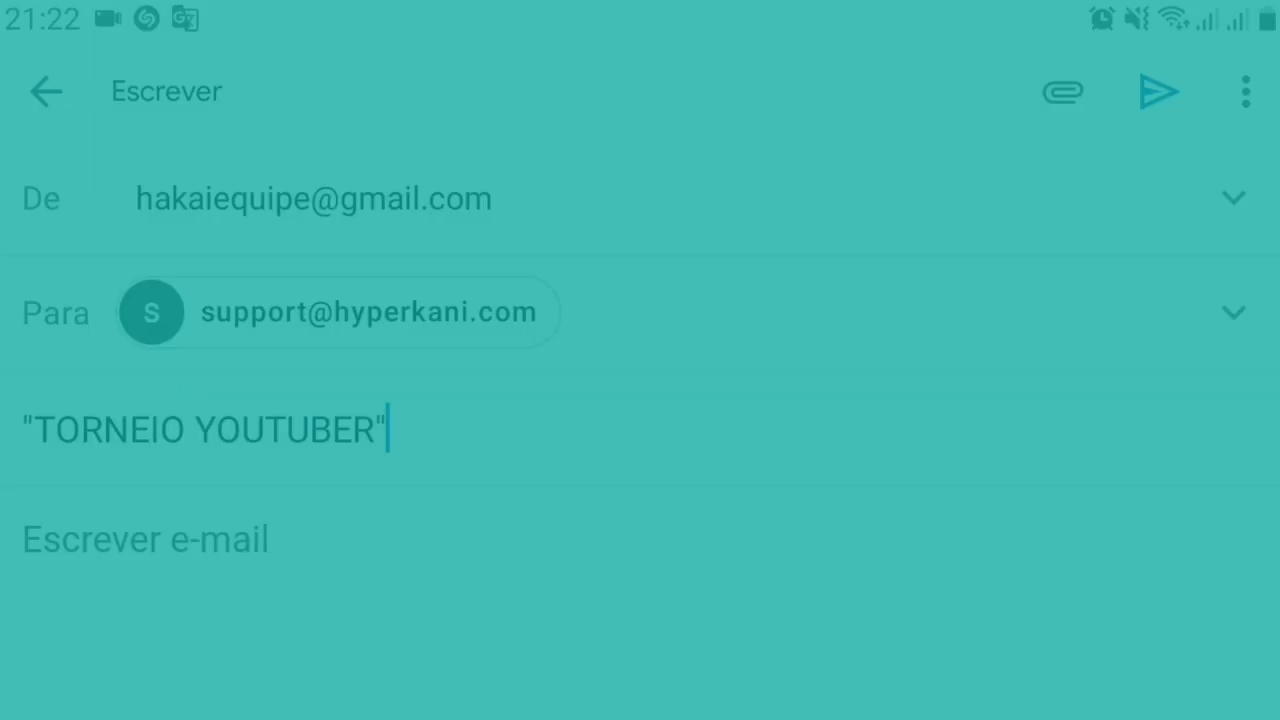 21:22
Escrever
De hakaiequipe@gmail.com
Para S support@hyperkani.com
"TORNEIO YOUTUBER"
Escrever e-mail